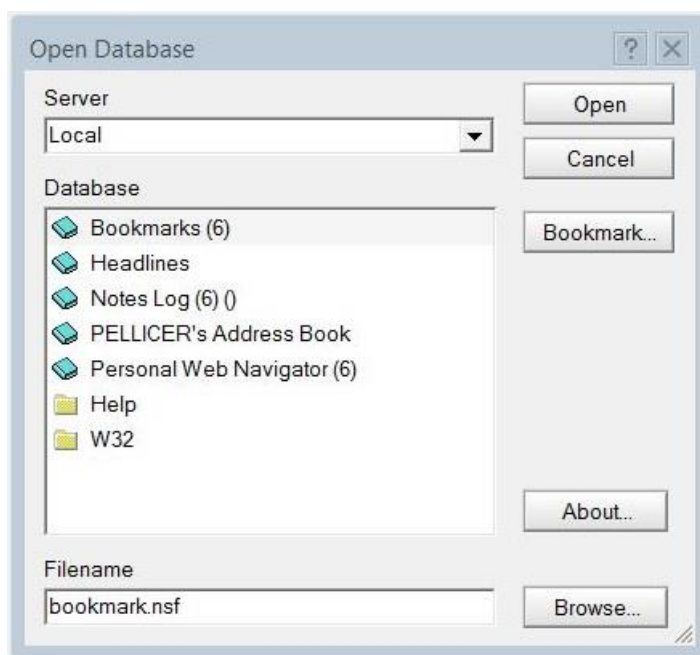 Open Database
?
Server
Open
Local
Cancel
Database
Bookmarks (6)
Bookmark...
Headlines
Notes Log (6) ()
PELLICER's Address Book
Personal Web Navigator (6)
Help
W32
About...
Filename
bookmark.nsf
Browse...